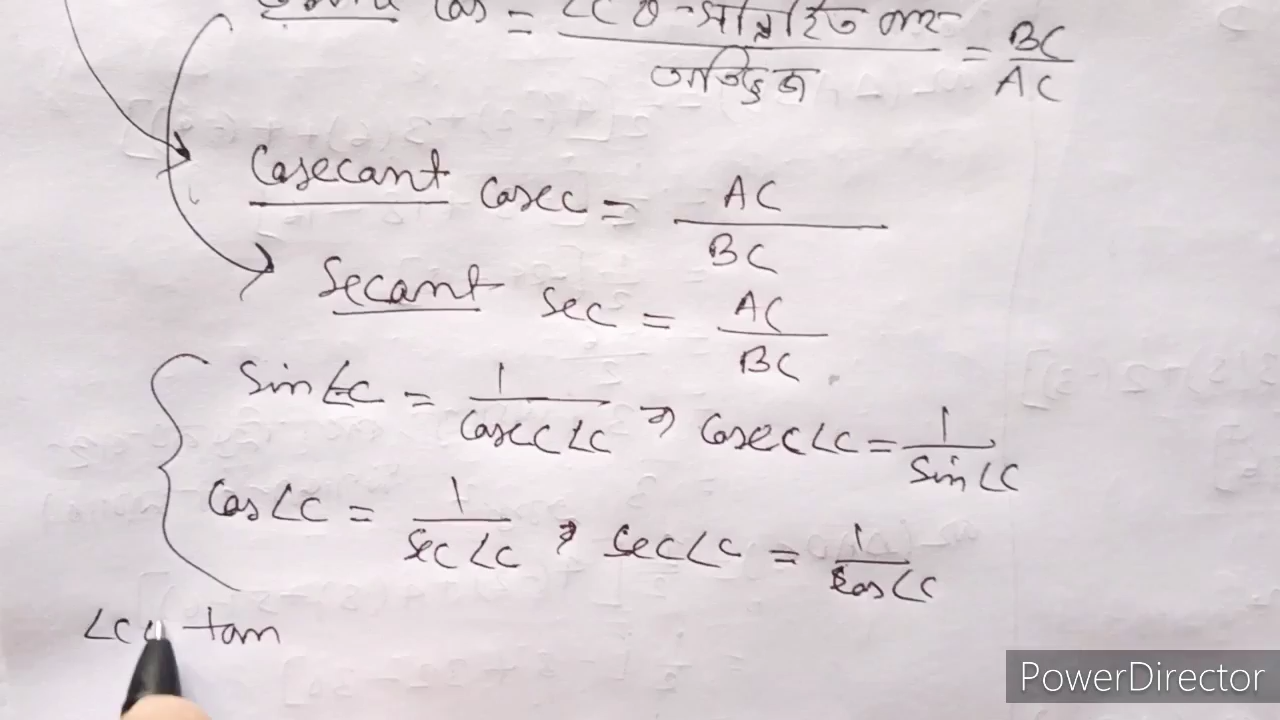 Cos = ∠C এ-সন্নিহিত বাহু / অতিভুজ = BC / AC
Cosecant Cosec = AC / BC
Secant Sec = AC / BC
Sin∠C = 1 / Cosec∠C ⇒ Cosec∠C = 1 / Sin∠C
Cos∠C = 1 / Sec∠C ⇒ Sec∠C = 1 / Cos∠C
∠C tan
PowerDirector